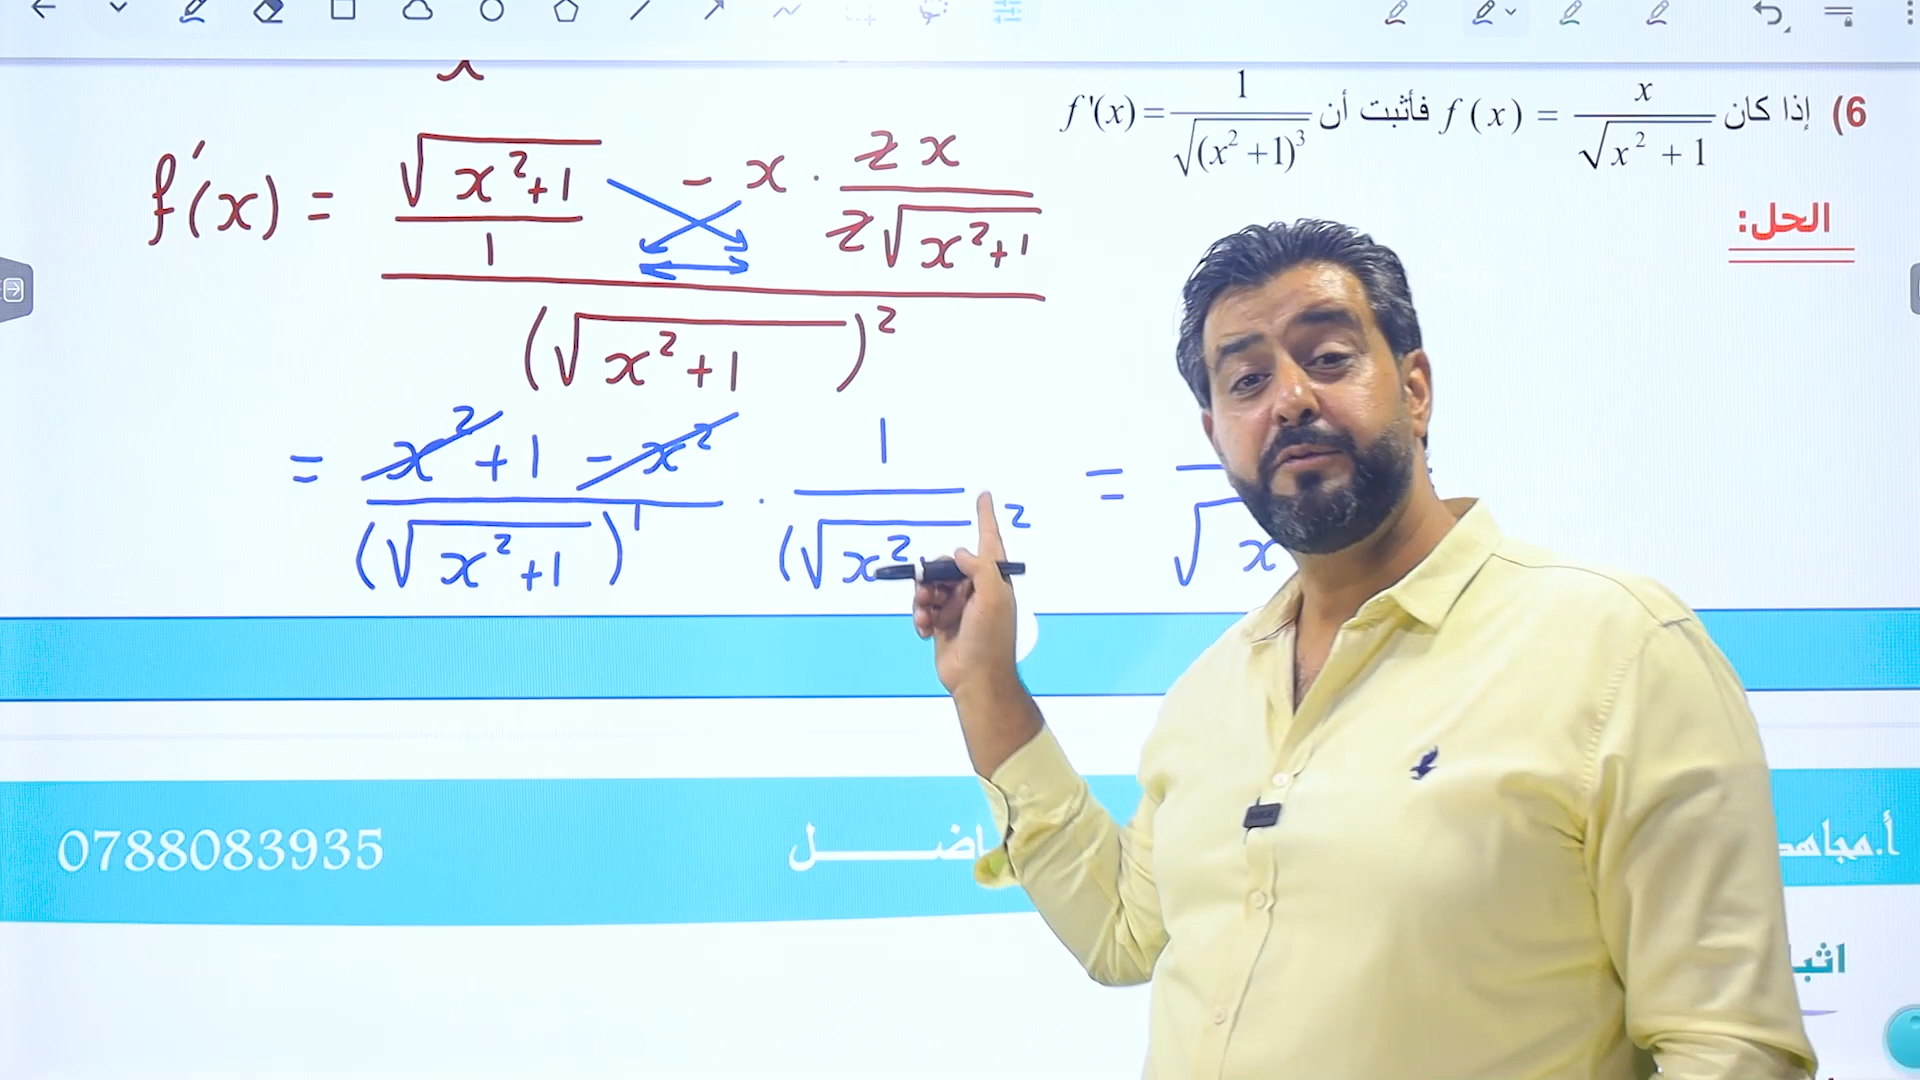 6) إذا كان f(x) = x / √(x² + 1) فأثبت أن f'(x) = 1 / √((x² + 1)³)
الحل:
f'(x) = (√(x²+1) / 1 - x · 2x / 2√(x²+1)) / (√(x²+1))²
= (x² + 1 - x²) / (√(x²+1))¹ · 1 / (√x² )² = / √x
0788083935
أ.مجاهد